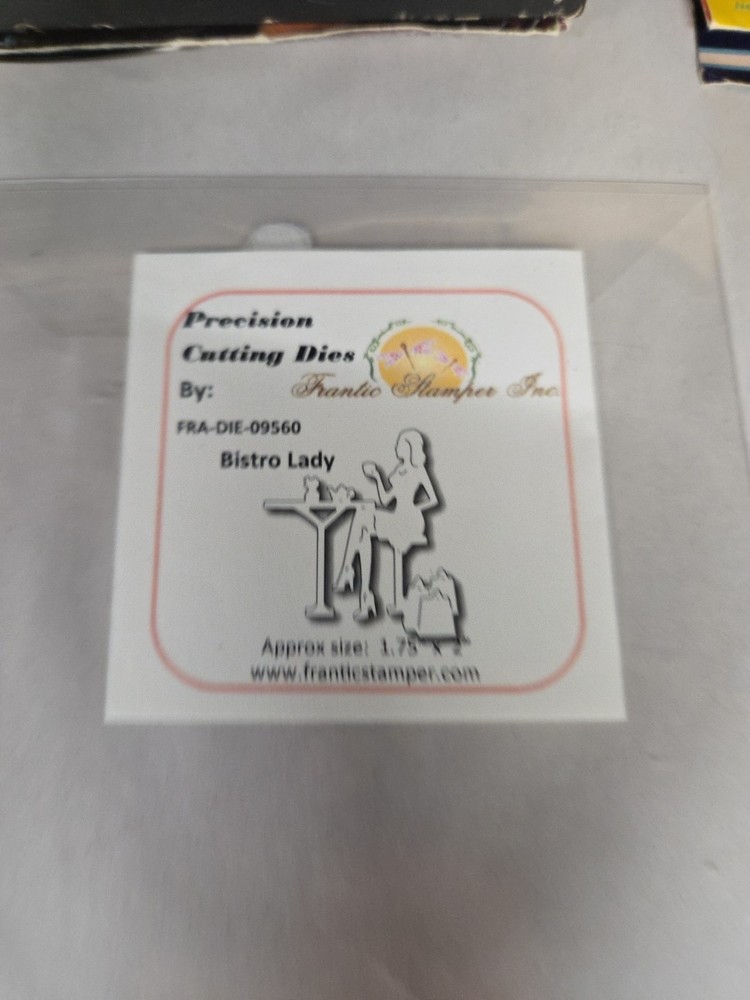 Precision
Cutting Dies
By: Frantic Stamper Inc.
FRA-DIE-09560
Bistro Lady
Approx size: 1.75" x 2"
www.franticstamper.com